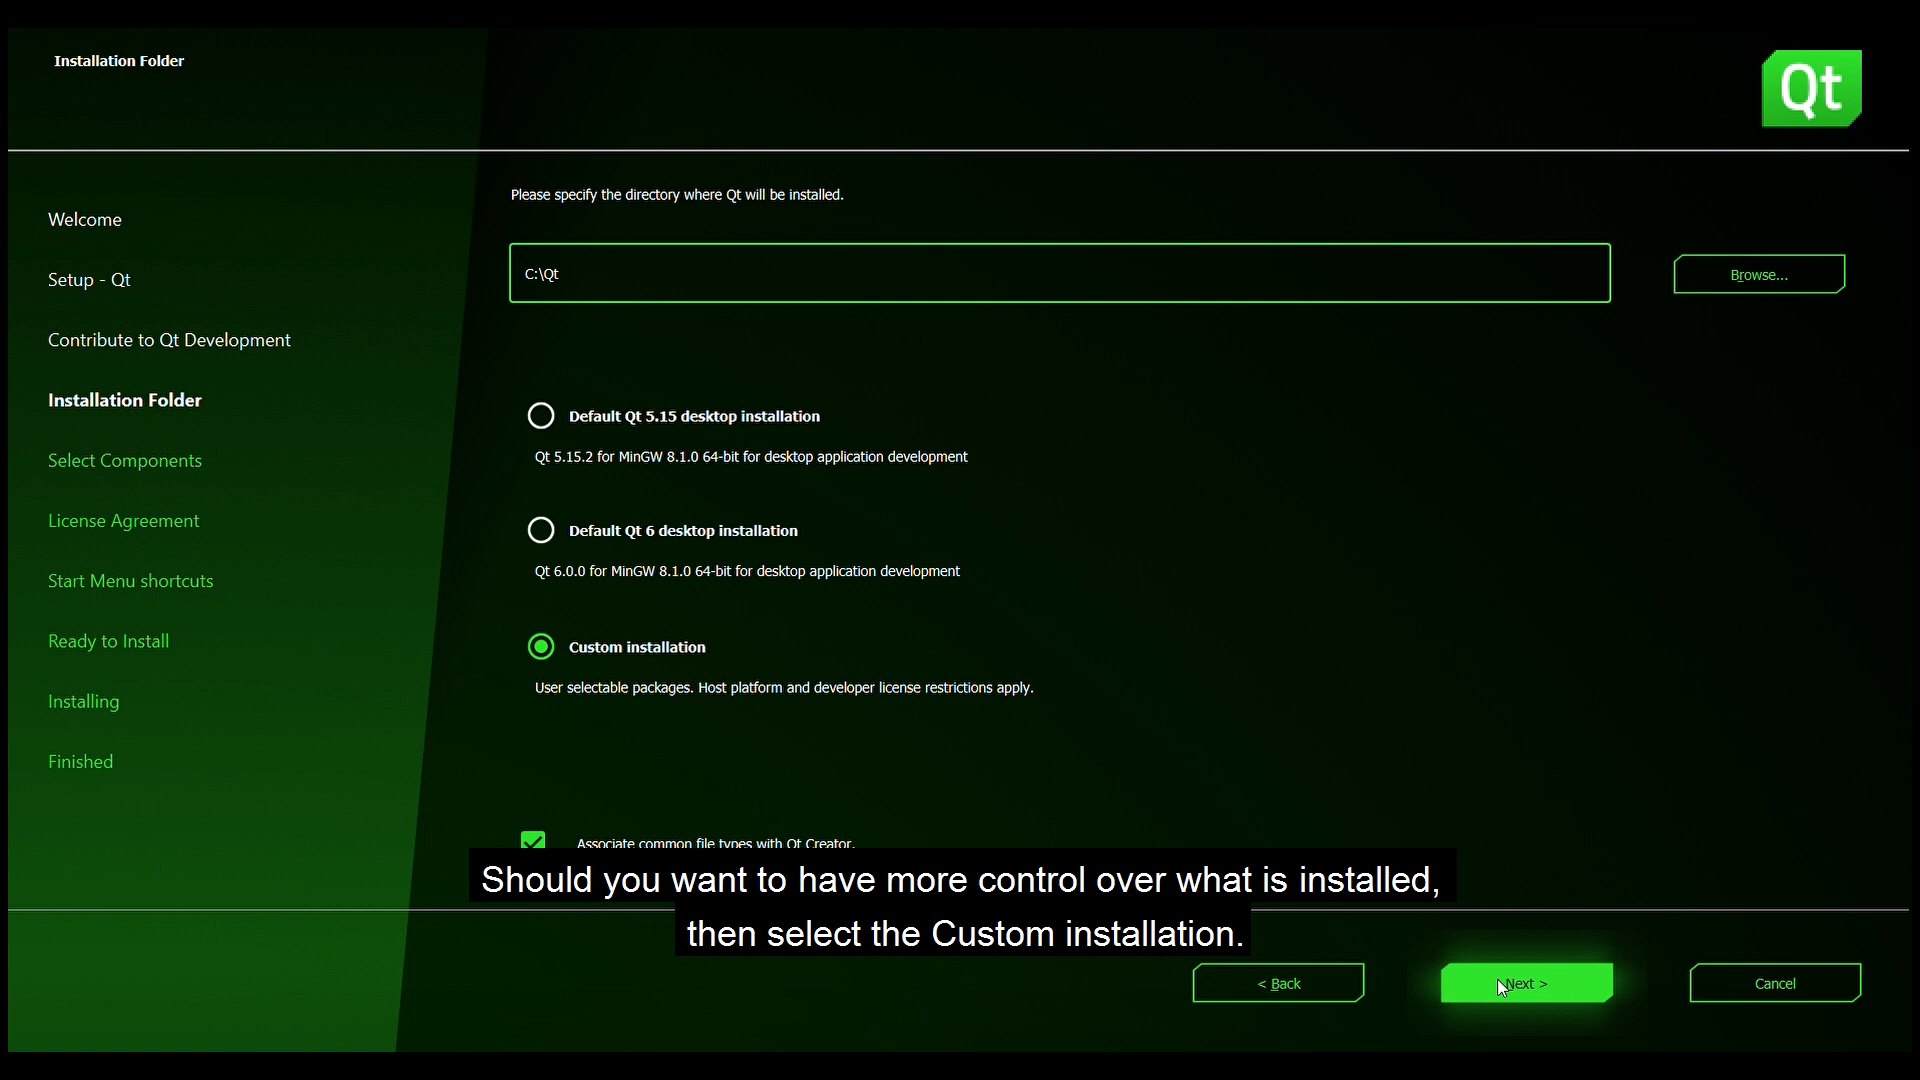 Installation Folder
Qt
Welcome
Setup - Qt
Contribute to Qt Development
Installation Folder
Select Components
License Agreement
Start Menu shortcuts
Ready to Install
Installing
Finished
Please specify the directory where Qt will be installed.
C:\Qt
Browse...
Default Qt 5.15 desktop installation
Qt 5.15.2 for MinGW 8.1.0 64-bit for desktop application development
Default Qt 6 desktop installation
Qt 6.0.0 for MinGW 8.1.0 64-bit for desktop application development
Custom installation
User selectable packages. Host platform and developer license restrictions apply.
Associate common file types with Qt Creator.
Should you want to have more control over what is installed,
then select the Custom installation.
< Back
Next >
Cancel